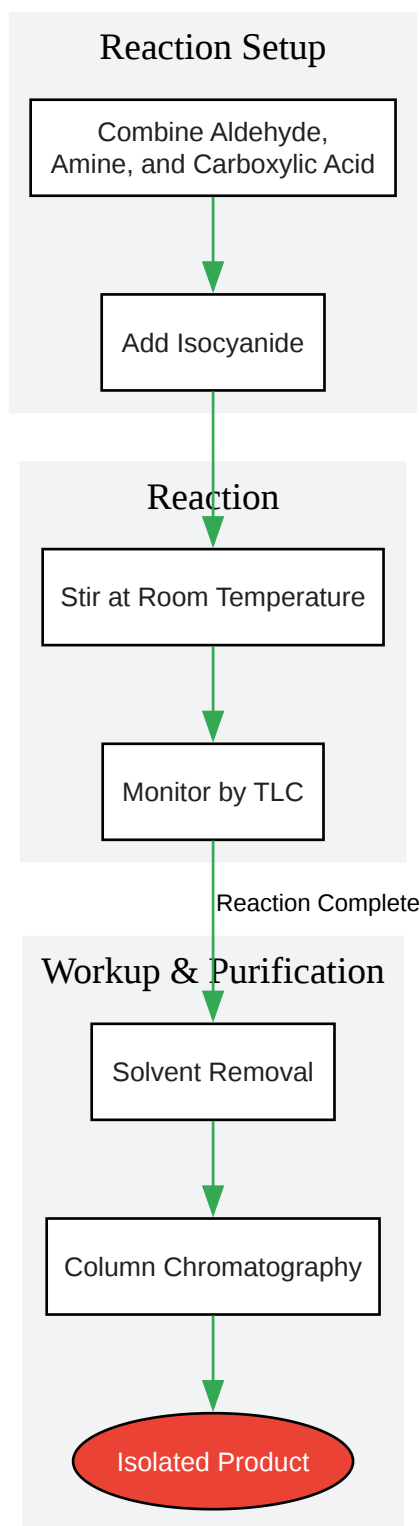 Reaction Setup
Combine Aldehyde,
Amine, and Carboxylic Acid
Add Isocyanide
Reaction
Stir at Room Temperature
Monitor by TLC
Reaction Complete
Workup & Purification
Solvent Removal
Column Chromatography
Isolated Product